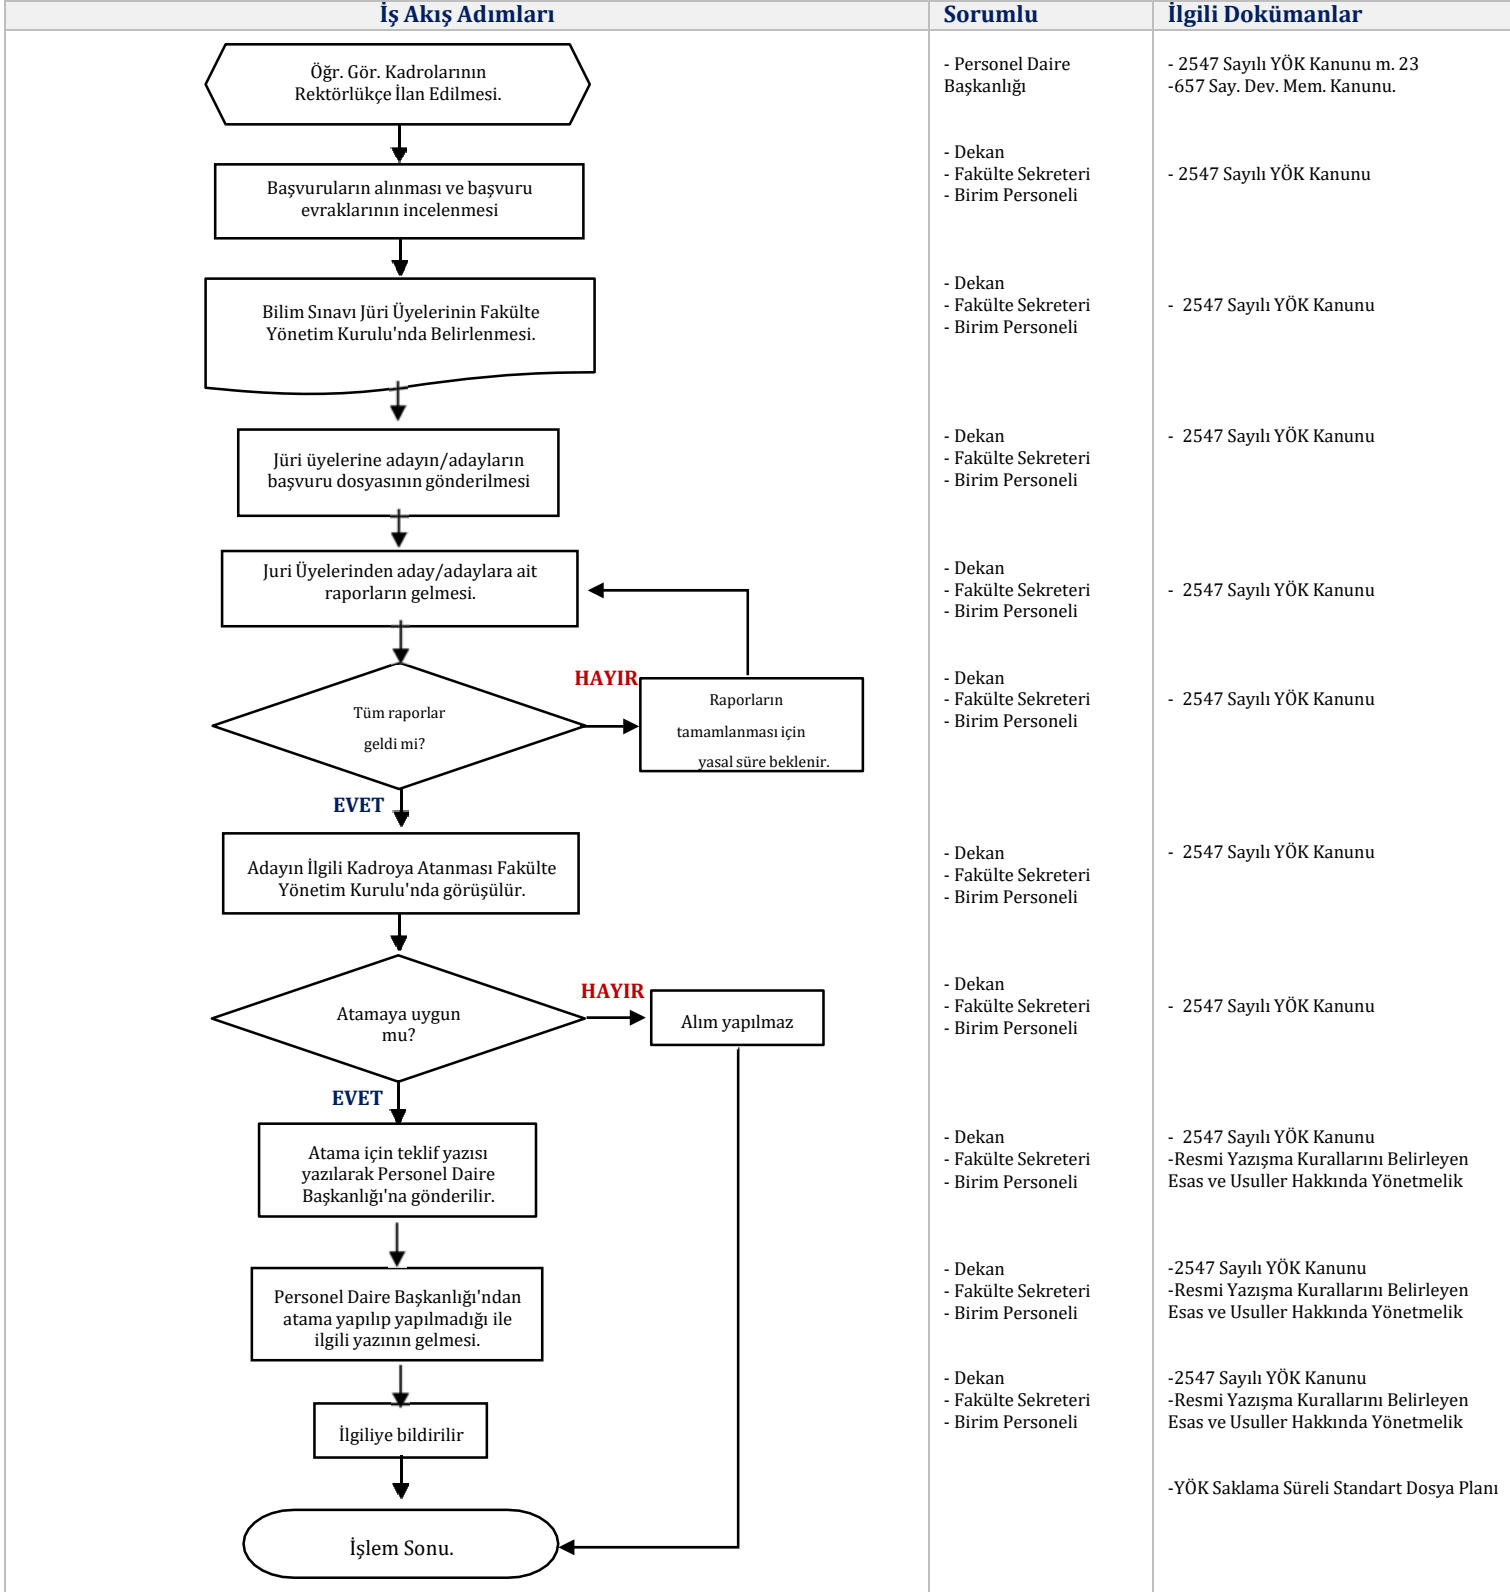 İş Akış Adımları
Sorumlu
İlgili Dokümanlar
Öğr. Gör. Kadrolarının
Rektörlükçe İlan Edilmesi.
- Personel Daire
Başkanlığı
- 2547 Sayılı YÖK Kanunu m. 23
-657 Say. Dev. Mem. Kanunu.
Başvuruların alınması ve başvuru
evraklarının incelenmesi
- Dekan
- Fakülte Sekreteri
- Birim Personeli
- 2547 Sayılı YÖK Kanunu
Bilim Sınavı Jüri Üyelerinin Fakülte
Yönetim Kurulu'nda Belirlenmesi.
- Dekan
- Fakülte Sekreteri
- Birim Personeli
- 2547 Sayılı YÖK Kanunu
Jüri üyelerine adayın/adayların
başvuru dosyasının gönderilmesi
- Dekan
- Fakülte Sekreteri
- Birim Personeli
- 2547 Sayılı YÖK Kanunu
Juri Üyelerinden aday/adaylara ait
raporların gelmesi.
- Dekan
- Fakülte Sekreteri
- Birim Personeli
- 2547 Sayılı YÖK Kanunu
Tüm raporlar
geldi mi?
HAYIR
Raporların
tamamlanması için
yasal süre beklenir.
EVET
- Dekan
- Fakülte Sekreteri
- Birim Personeli
- 2547 Sayılı YÖK Kanunu
Adayın İlgili Kadroya Atanması Fakülte
Yönetim Kurulu'nda görüşülür.
- Dekan
- Fakülte Sekreteri
- Birim Personeli
- 2547 Sayılı YÖK Kanunu
Atamaya uygun
mu?
HAYIR
Alım yapılmaz
EVET
- Dekan
- Fakülte Sekreteri
- Birim Personeli
- 2547 Sayılı YÖK Kanunu
Atama için teklif yazısı
yazılarak Personel Daire
Başkanlığı'na gönderilir.
- Dekan
- Fakülte Sekreteri
- Birim Personeli
- 2547 Sayılı YÖK Kanunu
-Resmi Yazışma Kurallarını Belirleyen
Esas ve Usuller Hakkında Yönetmelik
Personel Daire Başkanlığı'ndan
atama yapılıp yapılmadığı ile
ilgili yazının gelmesi.
- Dekan
- Fakülte Sekreteri
- Birim Personeli
-2547 Sayılı YÖK Kanunu
-Resmi Yazışma Kurallarını Belirleyen
Esas ve Usuller Hakkında Yönetmelik
İlgiliye bildirilir
- Dekan
- Fakülte Sekreteri
- Birim Personeli
-2547 Sayılı YÖK Kanunu
-Resmi Yazışma Kurallarını Belirleyen
Esas ve Usuller Hakkında Yönetmelik
-YÖK Saklama Süreli Standart Dosya Planı
İşlem Sonu.